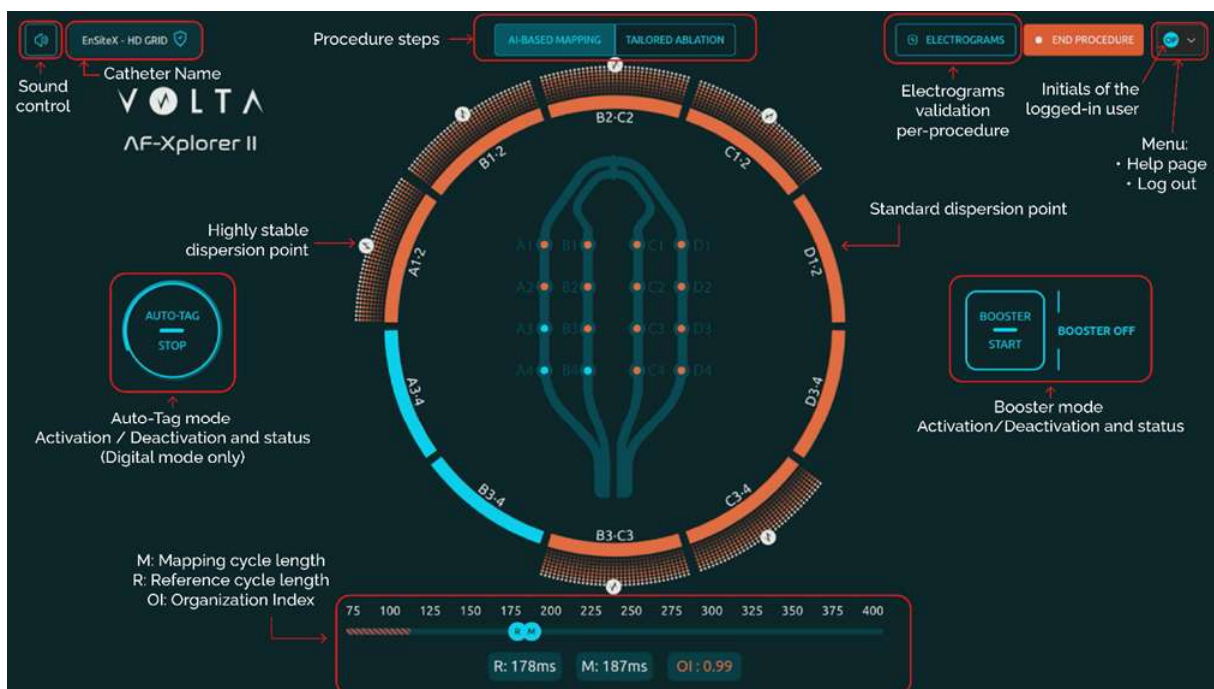 EnSiteX - HD GRID
Procedure steps
AI-BASED MAPPING
TAILORED ABLATION
ELECTROGRAMS
END PROCEDURE
OP
Sound
control
Catheter Name
VOLTA
AF-Xplorer II
Electrograms
validation
per-procedure
Initials of the
logged-in user
Menu:
• Help page
• Log out
B2-C2
B1-2
C1-2
Highly stable
dispersion point
Standard dispersion point
A1-2
D1-2
A1 B1 C1 D1
A2 B2 C2 D2
A3 B3 C3 D3
A4 B4 C4 D4
AUTO-TAG
STOP
BOOSTER
START
BOOSTER OFF
A3-4
D3-4
Auto-Tag mode
Activation / Deactivation and status
(Digital mode only)
Booster mode
Activation/Deactivation and status
B3-4
C3-4
B3-C3
M: Mapping cycle length
R: Reference cycle length
OI: Organization Index
75 100 125 150 175 200 225 250 275 300 325 350 375 400
R M
R: 178ms
M: 187ms
OI : 0.99